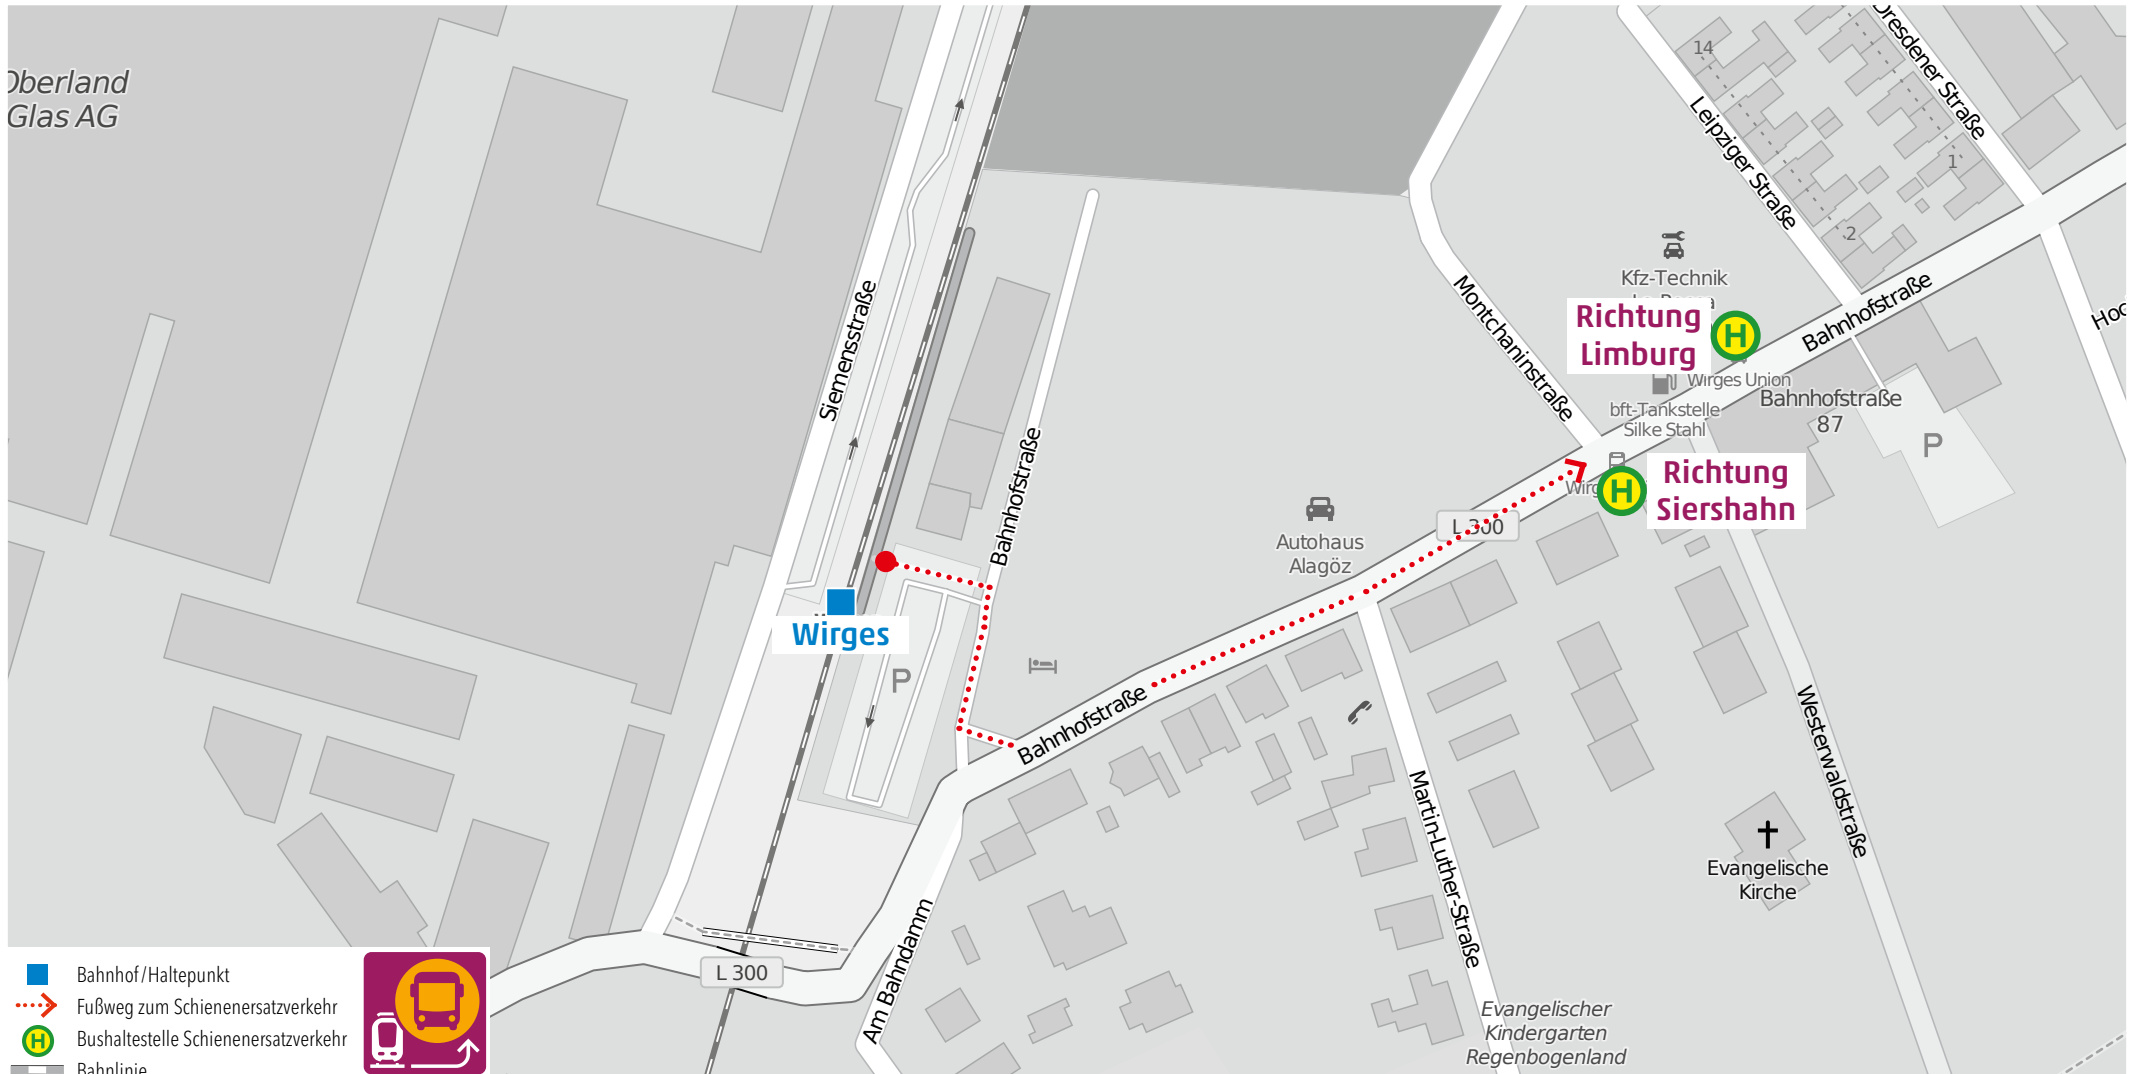 Oberland
Glas AG
14
Dresdener Straße
Leipziger Straße
1
2
Kfz-Technik
Siemensstraße
Montchaninstraße
Richtung
Limburg
H
Bahnhofstraße
Wirges Union
Bahnhofstraße
87
bft-Tankstelle
Silke Stahl
P
Bahnhofstraße
H
Richtung
Siershahn
L 300
Autohaus
Alagöz
Wirges
P
Bahnhofstraße
Westerwaldstraße
Martin-Luther-Straße
Evangelische
Kirche
Am Bahndamm
L 300
Evangelischer
Kindergarten
Regenbogenland
Bahnhof/Haltepunkt
Fußweg zum Schienenersatzverkehr
H
Bushaltestelle Schienenersatzverkehr
Bahnlinie